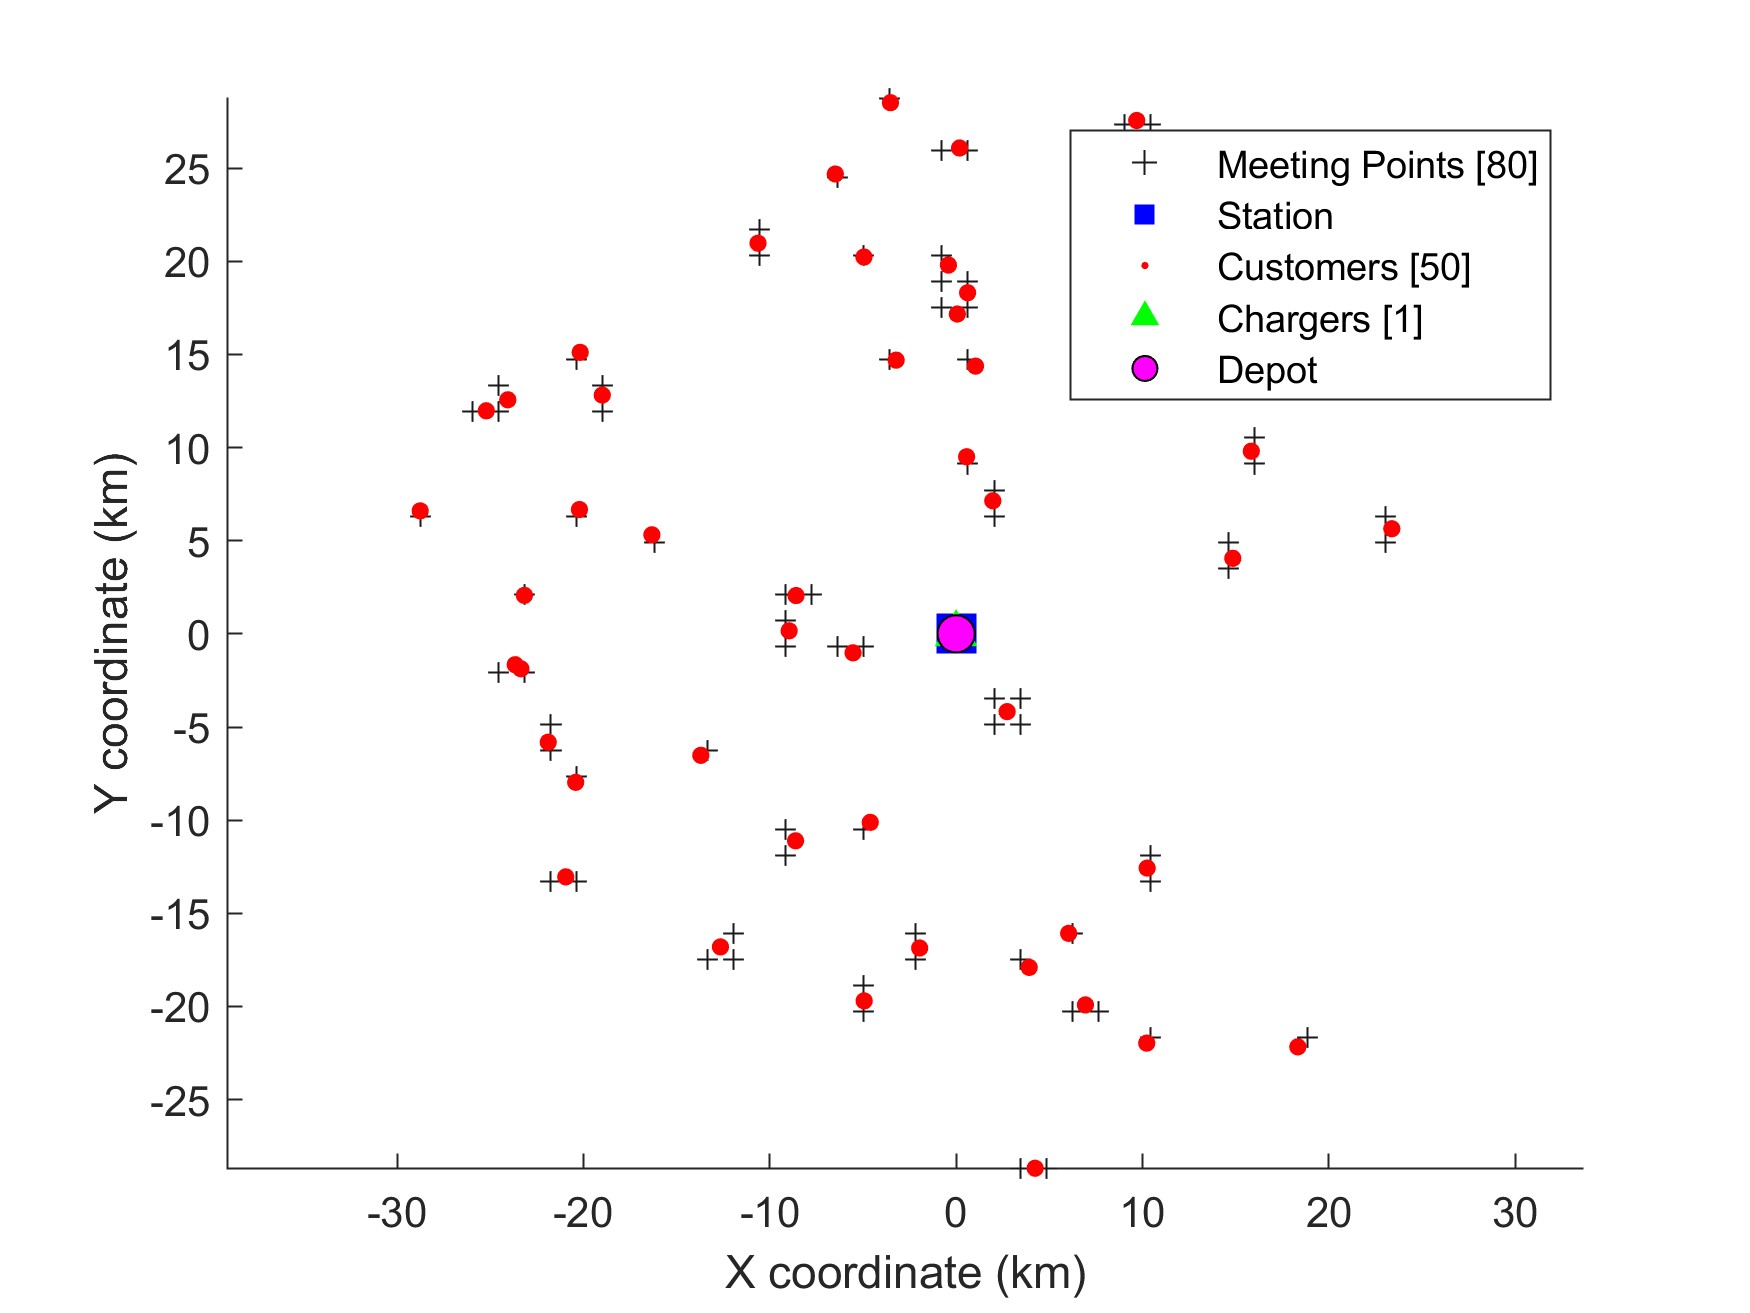 25
20
15
10
5
0
-5
-10
-15
-20
-25
Y coordinate (km)
Meeting Points [80]
Station
Customers [50]
Chargers [1]
Depot
-30 -20 -10 0 10 20 30
X coordinate (km)